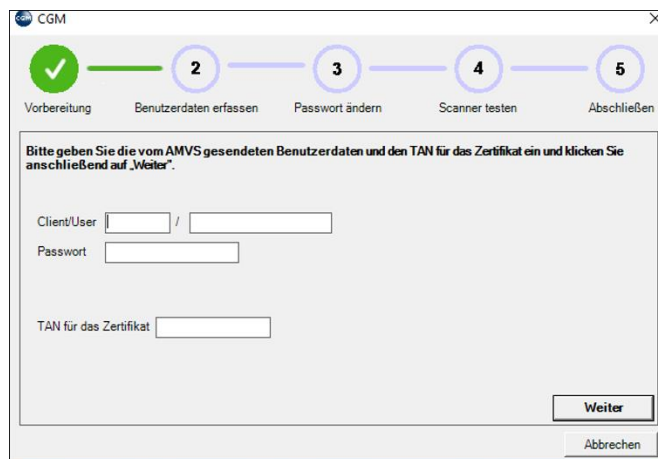 CGM CGM
2 3 4 5
Vorbereitung Benutzerdaten erfassen Passwort ändern Scanner testen Abschließen
Bitte geben Sie die vom AMVS gesendeten Benutzerdaten und den TAN für das Zertifikat ein und klicken Sie
anschließend auf „Weiter".
Client/User /
Passwort
TAN für das Zertifikat
Weiter
Abbrechen